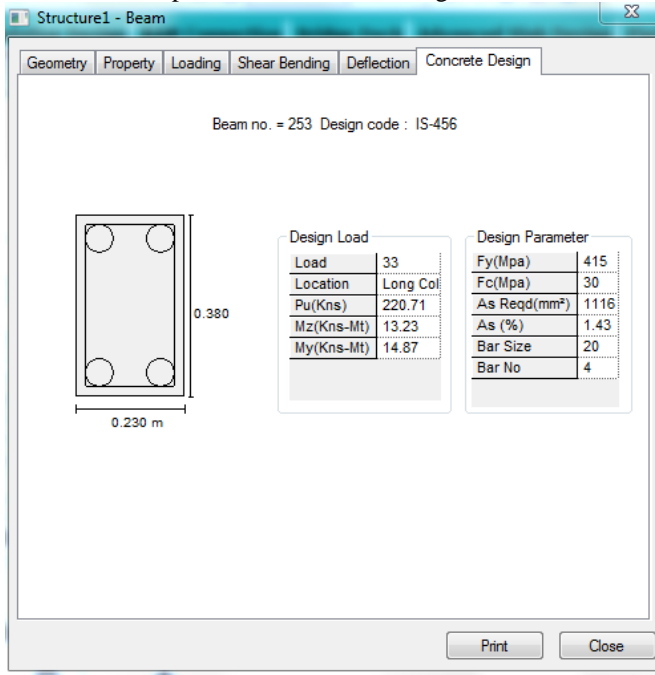 Structure1 - Beam
Geometry Property Loading Shear Bending Deflection Concrete Design
Beam no. = 253 Design code : IS-456
0.380
0.230 m
Design Load
Load 33
Location Long Col
Pu(Kns) 220.71
Mz(Kns-Mt) 13.23
My(Kns-Mt) 14.87
Design Parameter
Fy(Mpa) 415
Fc(Mpa) 30
As Reqd(mm²) 1116
As (%) 1.43
Bar Size 20
Bar No 4
Print Close